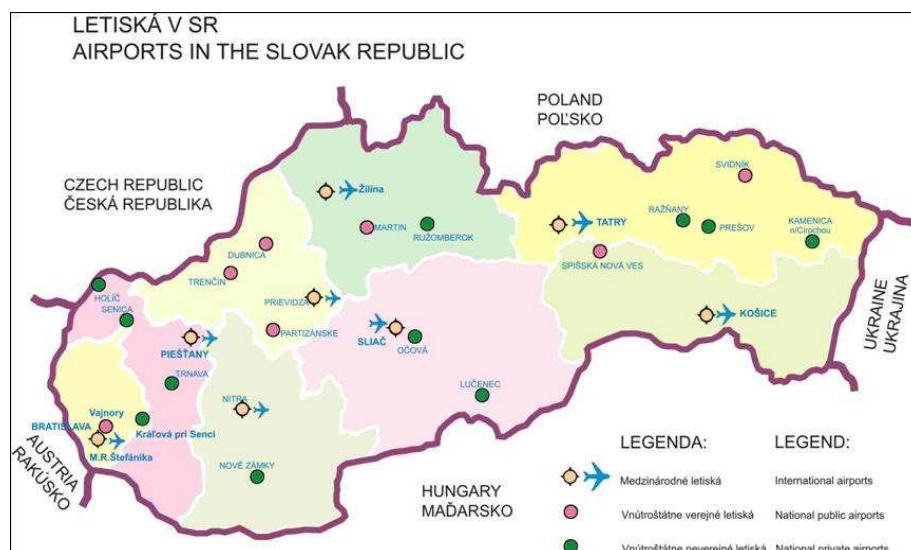 LETISKÁ V SR
AIRPORTS IN THE SLOVAK REPUBLIC
POLAND
POĽSKO
CZECH REPUBLIC
ČESKÁ REPUBLIKA
SVIDNÍK
Žilina
MARTIN
RUŽOMBEROK
TATRY
RAŽŇANY
PREŠOV
KAMENICA
n/Cirochou
DUBNICA
TRENČÍN
SPIŠSKÁ NOVÁ VES
HOLÍČ
SENICA
PRIEVIDZA
PARTIZÁNSKE
KOŠICE
UKRAINE
UKRAJINA
PIEŠŤANY
SLIAČ
OČOVÁ
TRNAVA
LUČENEC
NITRA
Vajnory
BRATISLAVA
M.R.Štefánika
Kráľová pri Senci
NOVÉ ZÁMKY
AUSTRIA
RAKÚSKO
HUNGARY
MAĎARSKO
LEGENDA: LEGEND:
Medzinárodné letiská International airports
Vnútroštátne verejné letiská National public airports
Vnútroštátne neverejné letiská National private airports